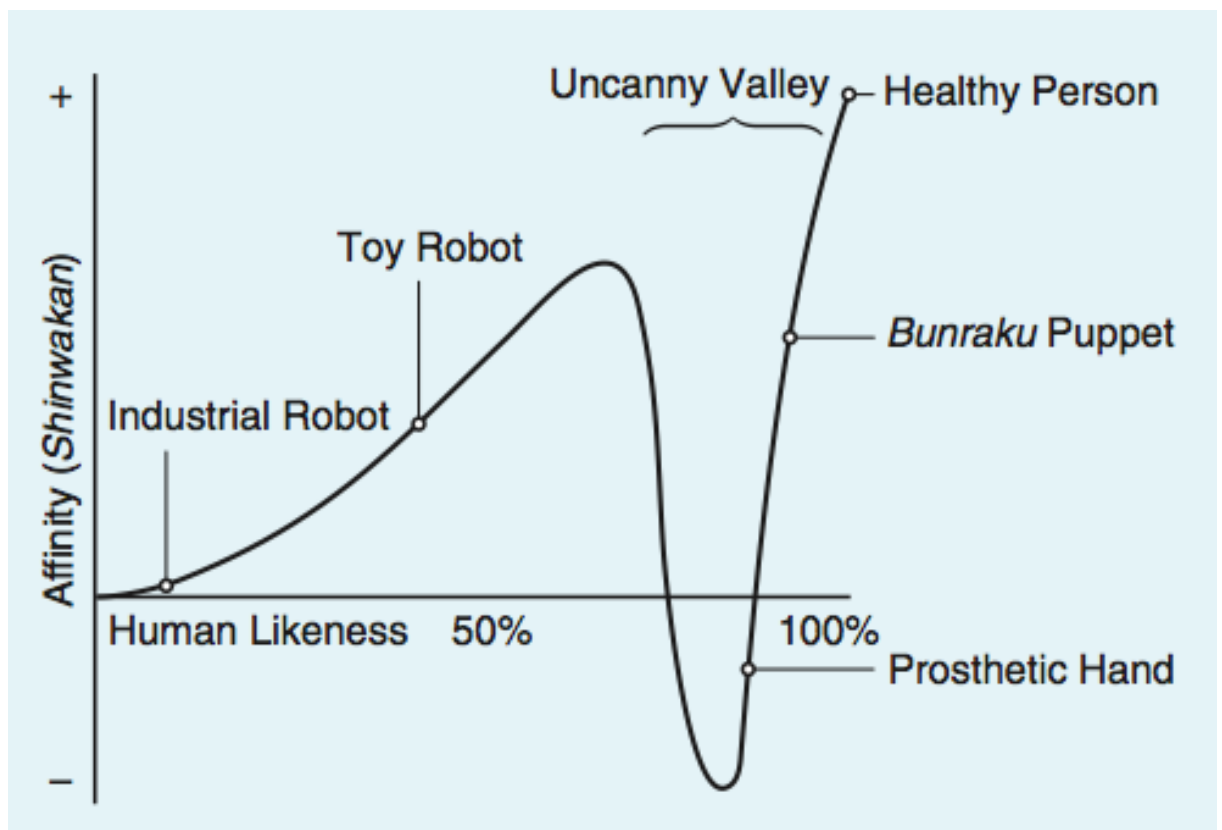 +
Uncanny Valley
Healthy Person
Toy Robot
Bunraku Puppet
Industrial Robot
Affinity (Shinwakan)
Human Likeness 50% 100%
Prosthetic Hand
–